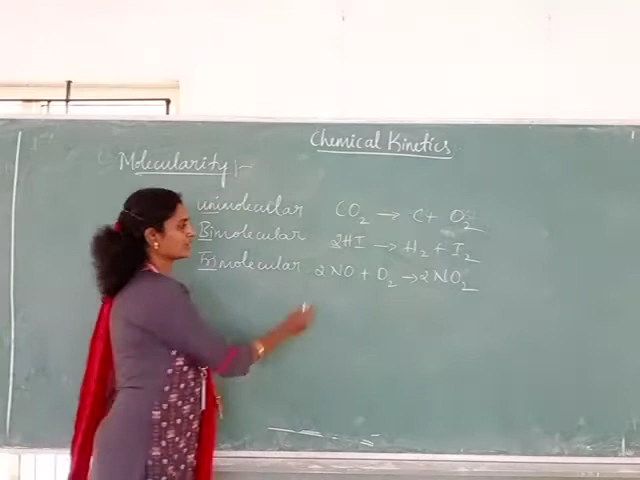 Chemical Kinetics
Molecularity :-
unimolecular CO₂ → C + O₂
Bimolecular 2HI → H₂ + I₂
Trimolecular 2NO + O₂ → 2NO₂